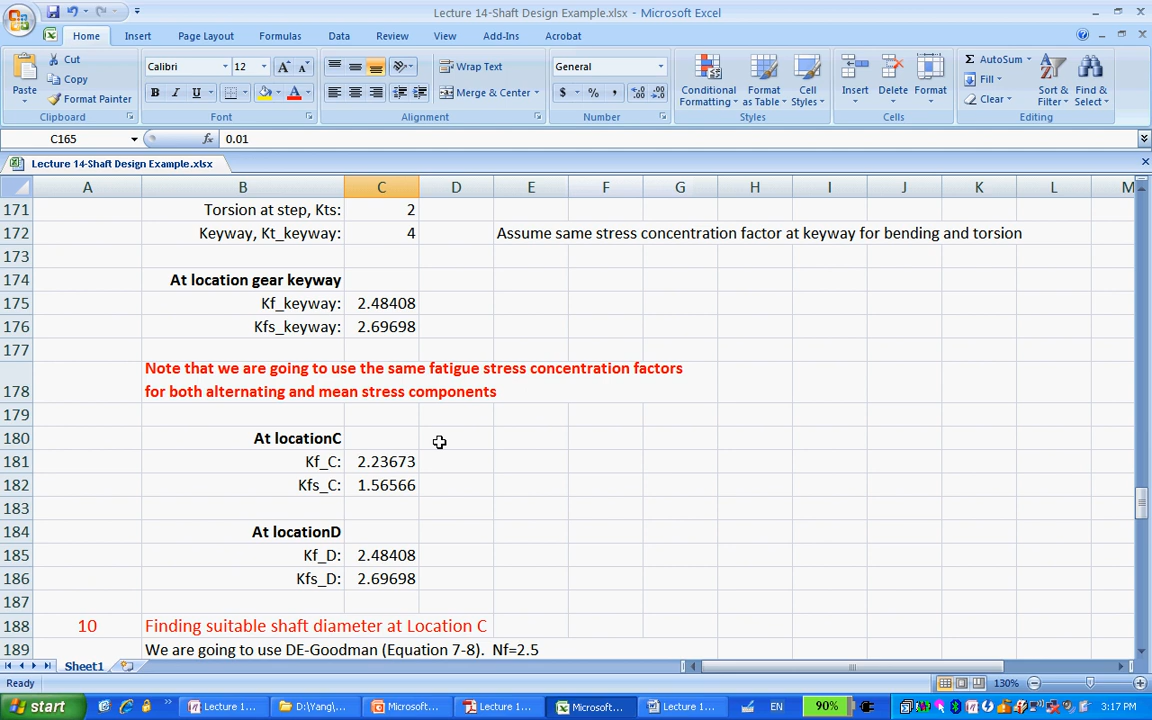 Lecture 14-Shaft Design Example.xlsx - Microsoft Excel
Home Insert Page Layout Formulas Data Review View Add-Ins Acrobat
Paste Cut Copy Format Painter Clipboard
Calibri 12 A A B I U A Font
Wrap Text Merge & Center Alignment
General $ % , Number
Conditional Formatting Format as Table Cell Styles Styles
Insert Delete Format Cells
Σ AutoSum Fill Clear Sort & Filter Find & Select Editing
C165 fx 0.01
Lecture 14-Shaft Design Example.xlsx
A B C D E F G H I J K L M
171 Torsion at step, Kts: 2
172 Keyway, Kt_keyway: 4 Assume same stress concentration factor at keyway for bending and torsion
173
174 At location gear keyway
175 Kf_keyway: 2.48408
176 Kfs_keyway: 2.69698
177
Note that we are going to use the same fatigue stress concentration factors
178 for both alternating and mean stress components
179
180 At locationC
181 Kf_C: 2.23673
182 Kfs_C: 1.56566
183
184 At locationD
185 Kf_D: 2.48408
186 Kfs_D: 2.69698
187
188 10 Finding suitable shaft diameter at Location C
189 We are going to use DE-Goodman (Equation 7-8). Nf=2.5
Sheet1
Ready 130%
start Lecture 1... D:\Yang\... Microsoft... Lecture 1... Microsoft... Lecture 1... EN 90% 3:17 PM